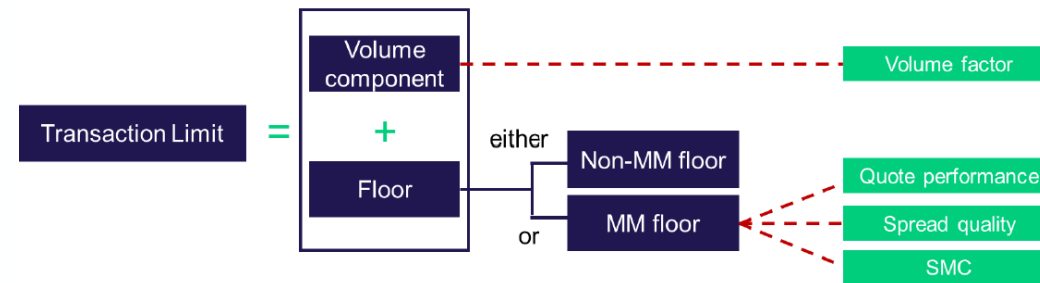 Volume
component
Volume factor
Transaction Limit
=
+
either
Non-MM floor
Floor
Quote performance
MM floor
Spread quality
or
SMC